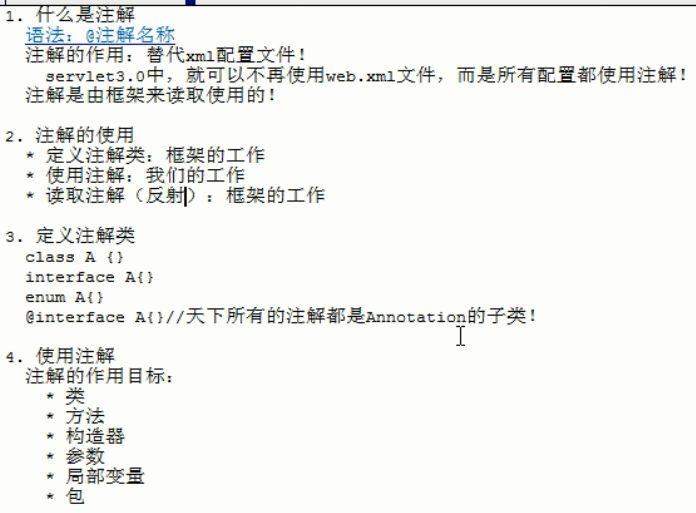 1. 什么是注解
语法：@注解名称
注解的作用：替代xml配置文件！
servlet3.0中，就可以不再使用web.xml文件，而是所有配置都使用注解！
注解是由框架来读取使用的！
2. 注解的使用
* 定义注解类：框架的工作
* 使用注解：我们的工作
* 读取注解（反射）：框架的工作
3. 定义注解类
class A {}
interface A{}
enum A{}
@interface A{}//天下所有的注解都是Annotation的子类！
4. 使用注解
注解的作用目标：
* 类
* 方法
* 构造器
* 参数
* 局部变量
* 包